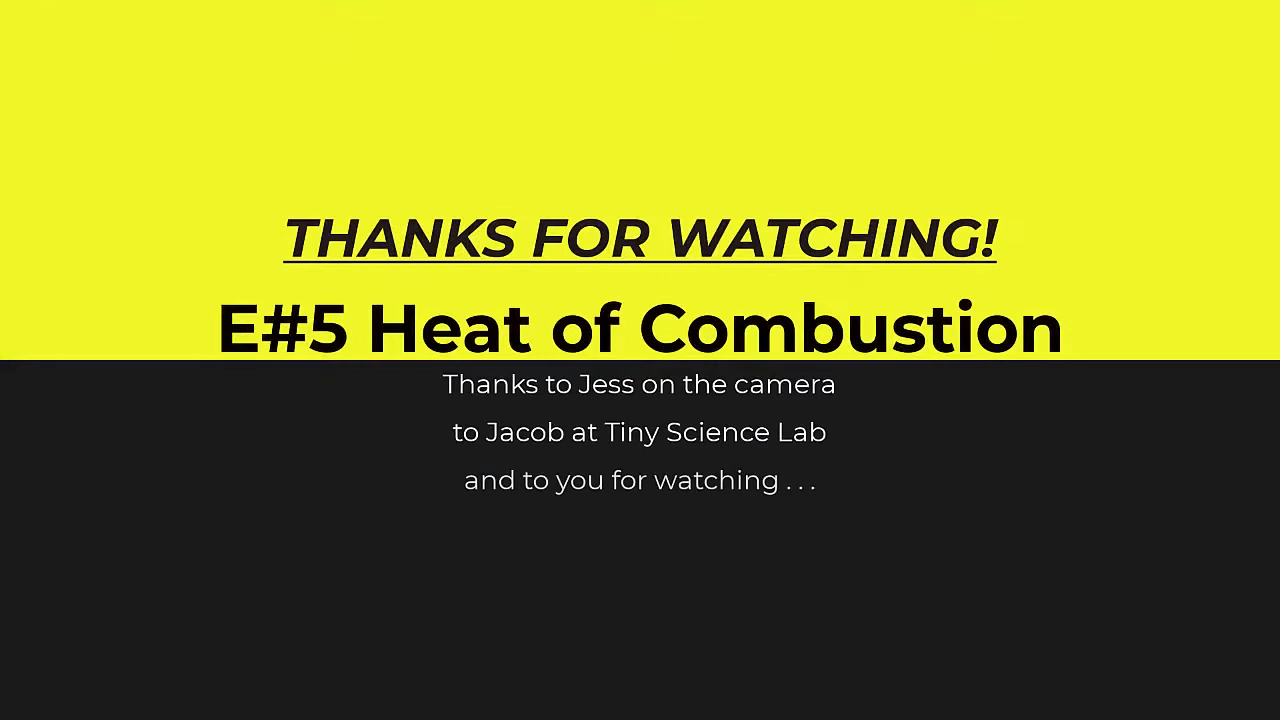 THANKS FOR WATCHING!
E#5 Heat of Combustion
Thanks to Jess on the camera
to Jacob at Tiny Science Lab
and to you for watching . . .